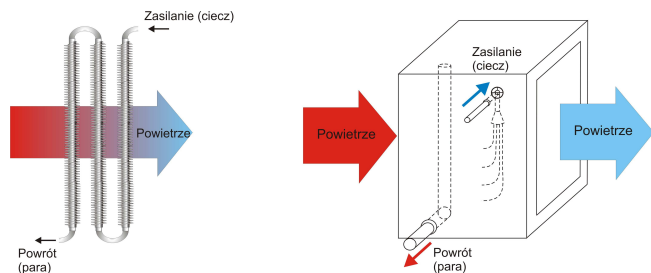 Zasilanie (ciecz)
Powietrze
Powrót
(para)
Zasilanie
(ciecz)
Powietrze
Powietrze
Powrót
(para)